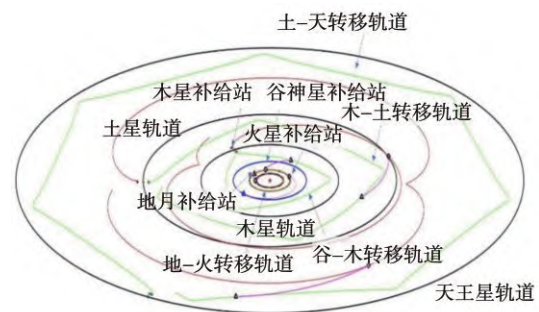 土-天转移轨道
木星补给站
谷神星补给站
土星轨道
火星补给站
木-土转移轨道
地月补给站
木星轨道
地-火转移轨道
谷-木转移轨道
天王星轨道